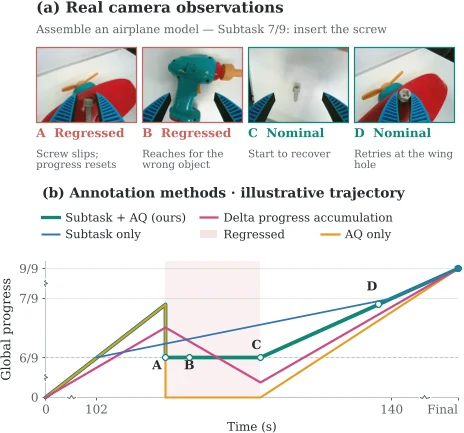 (a) Real camera observations
Assemble an airplane model — Subtask 7/9: insert the screw
A Regressed
B Regressed
C Nominal
D Nominal
Screw slips;
progress resets
Reaches for the
wrong object
Start to recover
Retries at the wing
hole
(b) Annotation methods · illustrative trajectory
Subtask + AQ (ours)
Delta progress accumulation
Subtask only
Regressed
AQ only
Global progress
9/9
7/9
6/9
0
A
B
C
D
0
102
140
Final
Time (s)